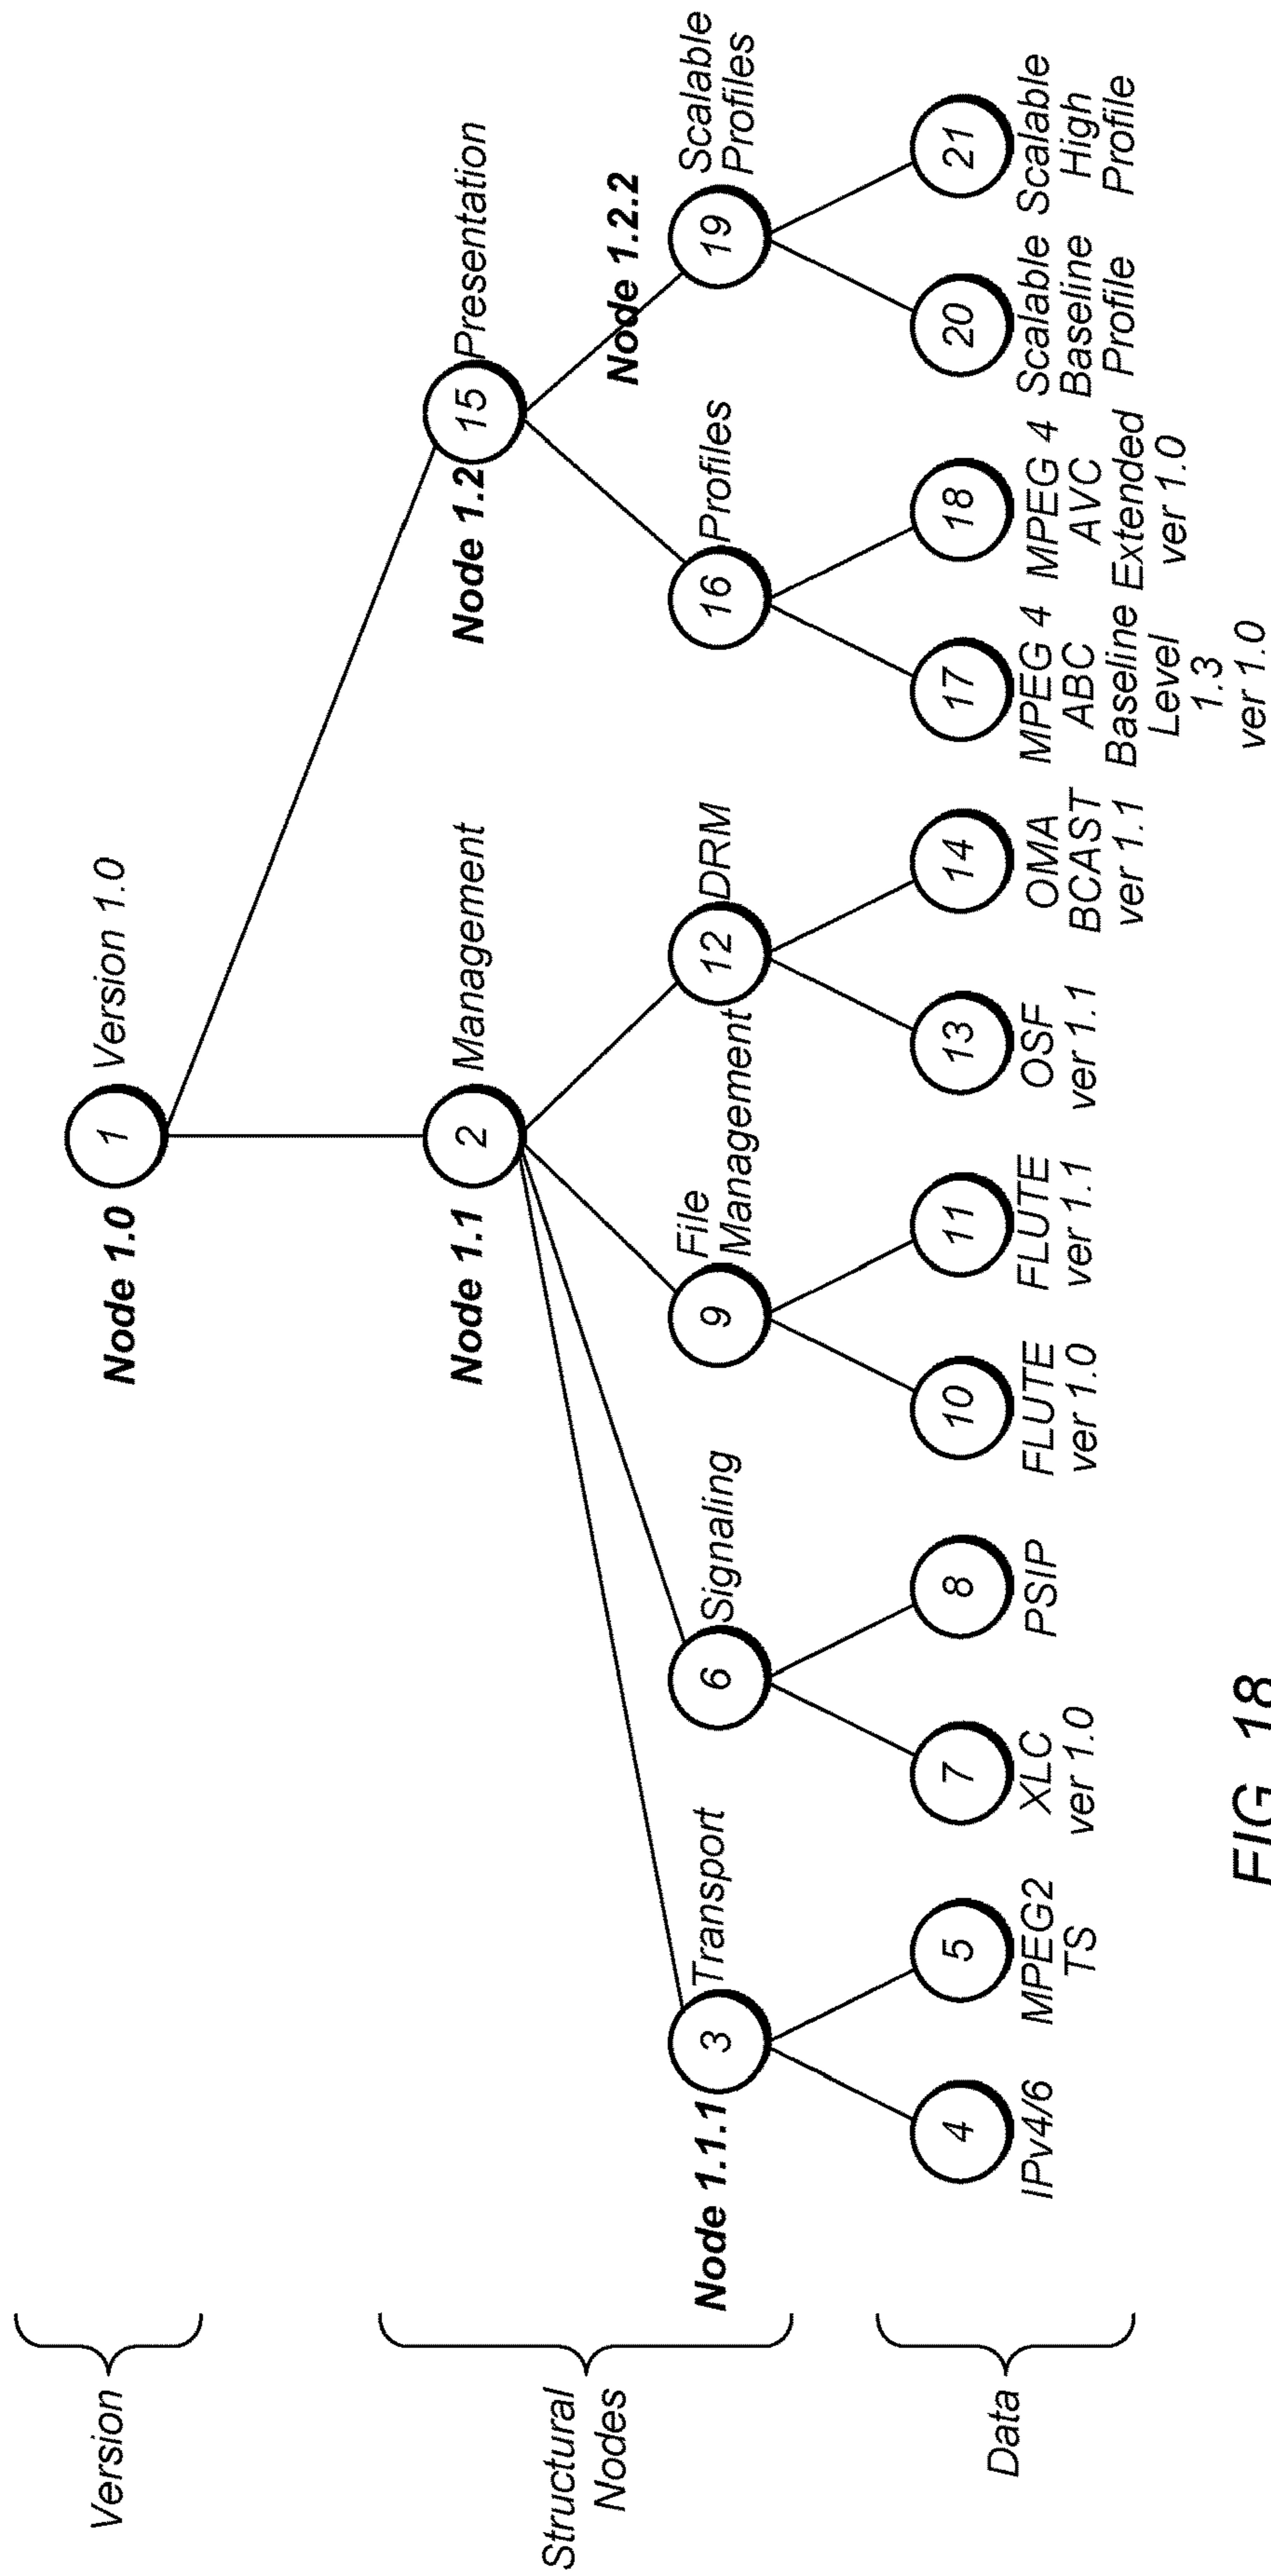 Version
Node 1.0
1
Version 1.0
Structural
Nodes
Node 1.1
2
Management
Node 1.2
15
Presentation
Node 1.1.1
3
Transport
6
Signaling
9
File
Management
12
DRM
16
Profiles
Node 1.2.2
19
Scalable
Profiles
Data
4
IPv4/6
5
MPEG2
TS
7
XLC
ver 1.0
8
PSIP
10
FLUTE
ver 1.0
11
FLUTE
ver 1.1
13
OSF
ver 1.1
14
OMA
BCAST
ver 1.1
17
MPEG 4
ABC
Baseline
Level
1.3
ver 1.0
18
MPEG 4
AVC
Extended
ver 1.0
20
Scalable
Baseline
Profile
21
Scalable
High
Profile
FIG. 18